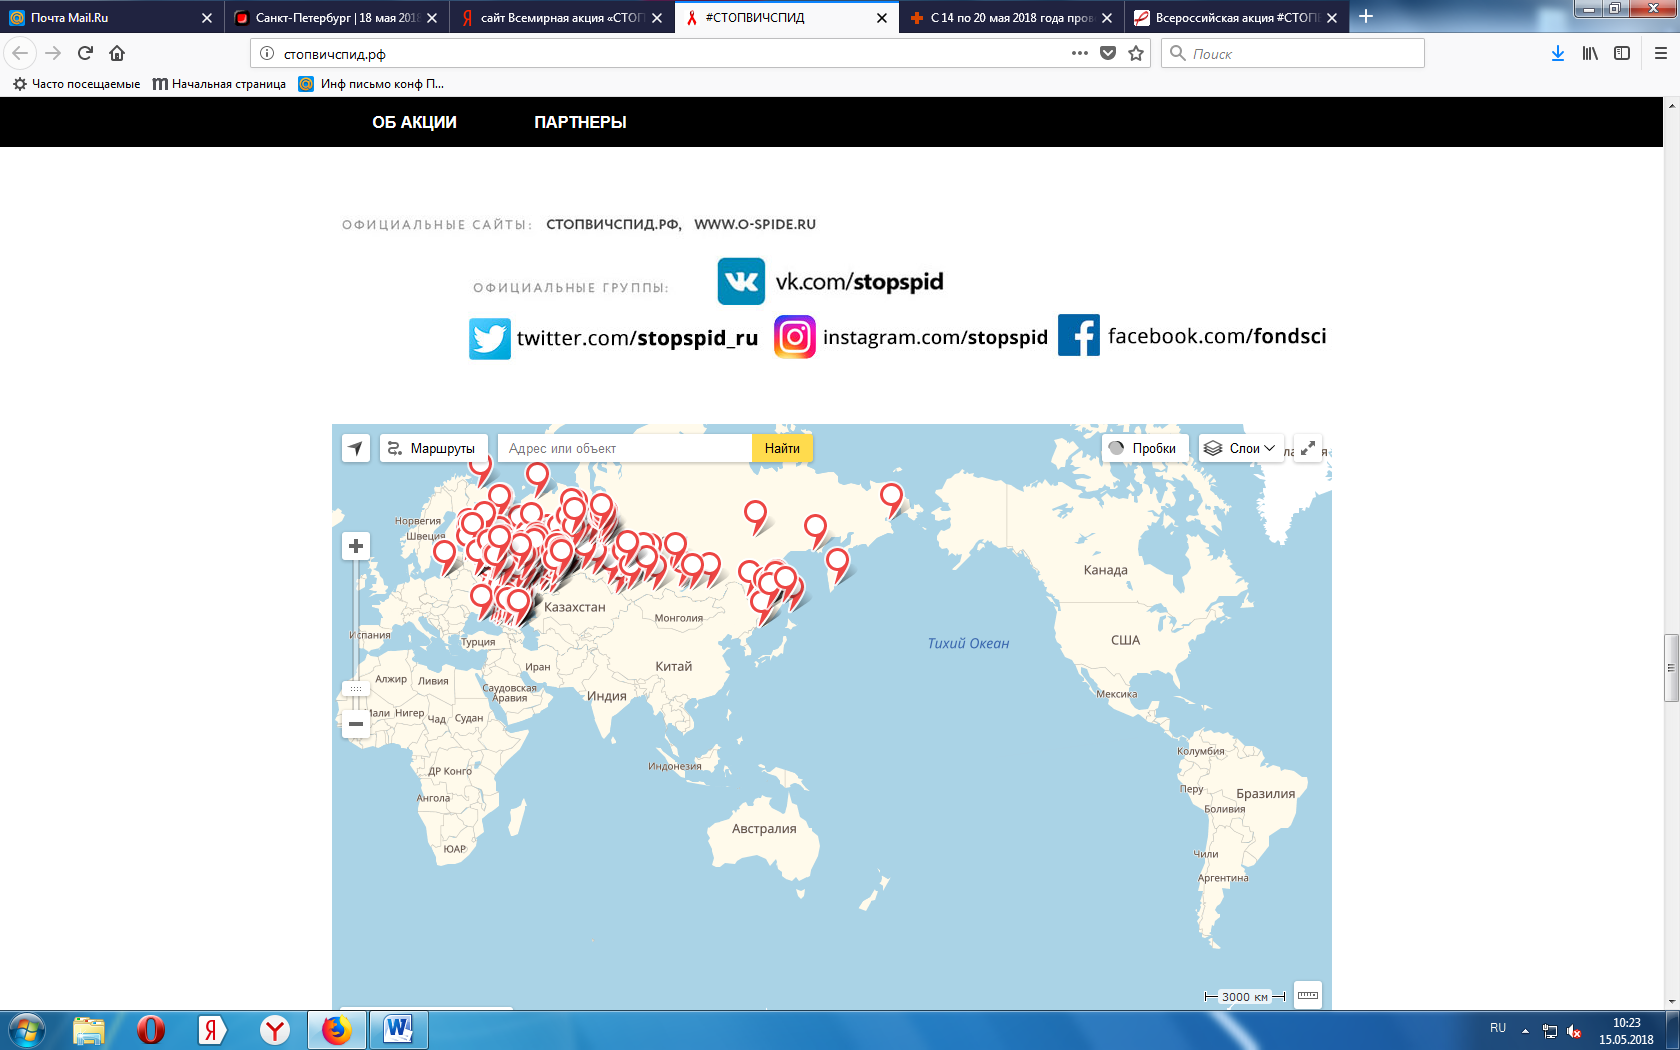 Почта Mail.Ru
Санкт-Петербург | 18 мая 2018
сайт Всемирная акция «СТОП
#СТОПВИЧСПИД
С 14 по 20 мая 2018 года пров
Всероссийская акция #СТОП
стопвичспид.рф
Поиск
Часто посещаемые
Начальная страница
Инф письмо конф П...
ОБ АКЦИИ
ПАРТНЕРЫ
ОФИЦИАЛЬНЫЕ САЙТЫ: СТОПВИЧСПИД.РФ, WWW.O-SPIDE.RU
ОФИЦИАЛЬНЫЕ ГРУППЫ:
vk.com/stopspid
twitter.com/stopspid_ru
instagram.com/stopspid
facebook.com/fondsci
Маршруты
Адрес или объект
Найти
Пробки
Слои
Норвегия
Швеция
Канада
Казахстан
Монголия
Испания
Турция
США
Тихий Океан
Иран
Китай
Алжир
Ливия
Саудовская
Аравия
Индия
Мексика
Мали
Нигер
Чад
Судан
Колумбия
Индонезия
ДР Конго
Перу
Бразилия
Ангола
Боливия
Австралия
ЮАР
Чили
Аргентина
3000 км
RU
10:23
15.05.2018